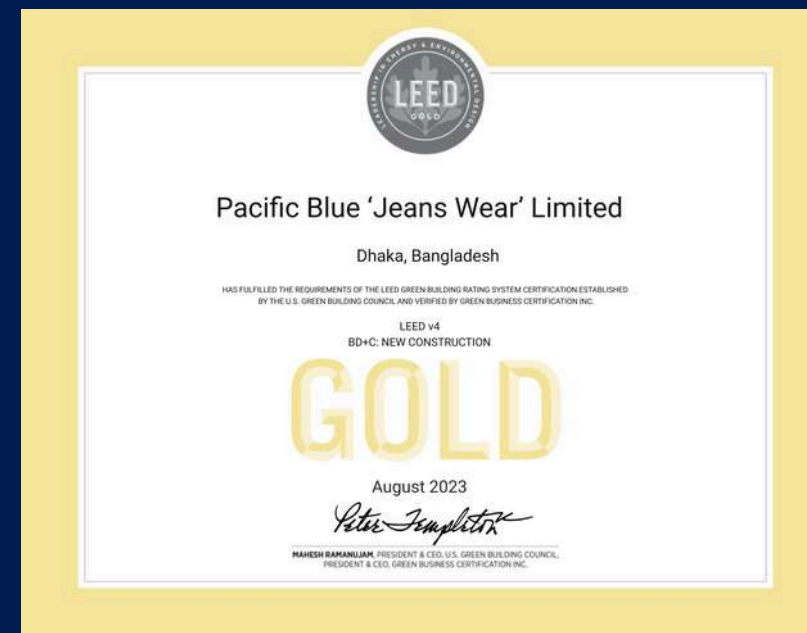 LEADERSHIP IN ENERGY & ENVIRONMENTAL DESIGN
LEED
GOLD
Pacific Blue ‘Jeans Wear’ Limited
Dhaka, Bangladesh
HAS FULFILLED THE REQUIREMENTS OF THE LEED GREEN BUILDING RATING SYSTEM CERTIFICATION ESTABLISHED
BY THE U.S. GREEN BUILDING COUNCIL AND VERIFIED BY GREEN BUSINESS CERTIFICATION INC.
LEED v4
BD+C: NEW CONSTRUCTION
GOLD
August 2023
Peter Templeton
MAHESH RAMANUJAM, PRESIDENT & CEO, U.S. GREEN BUILDING COUNCIL,
PRESIDENT & CEO, GREEN BUSINESS CERTIFICATION INC.